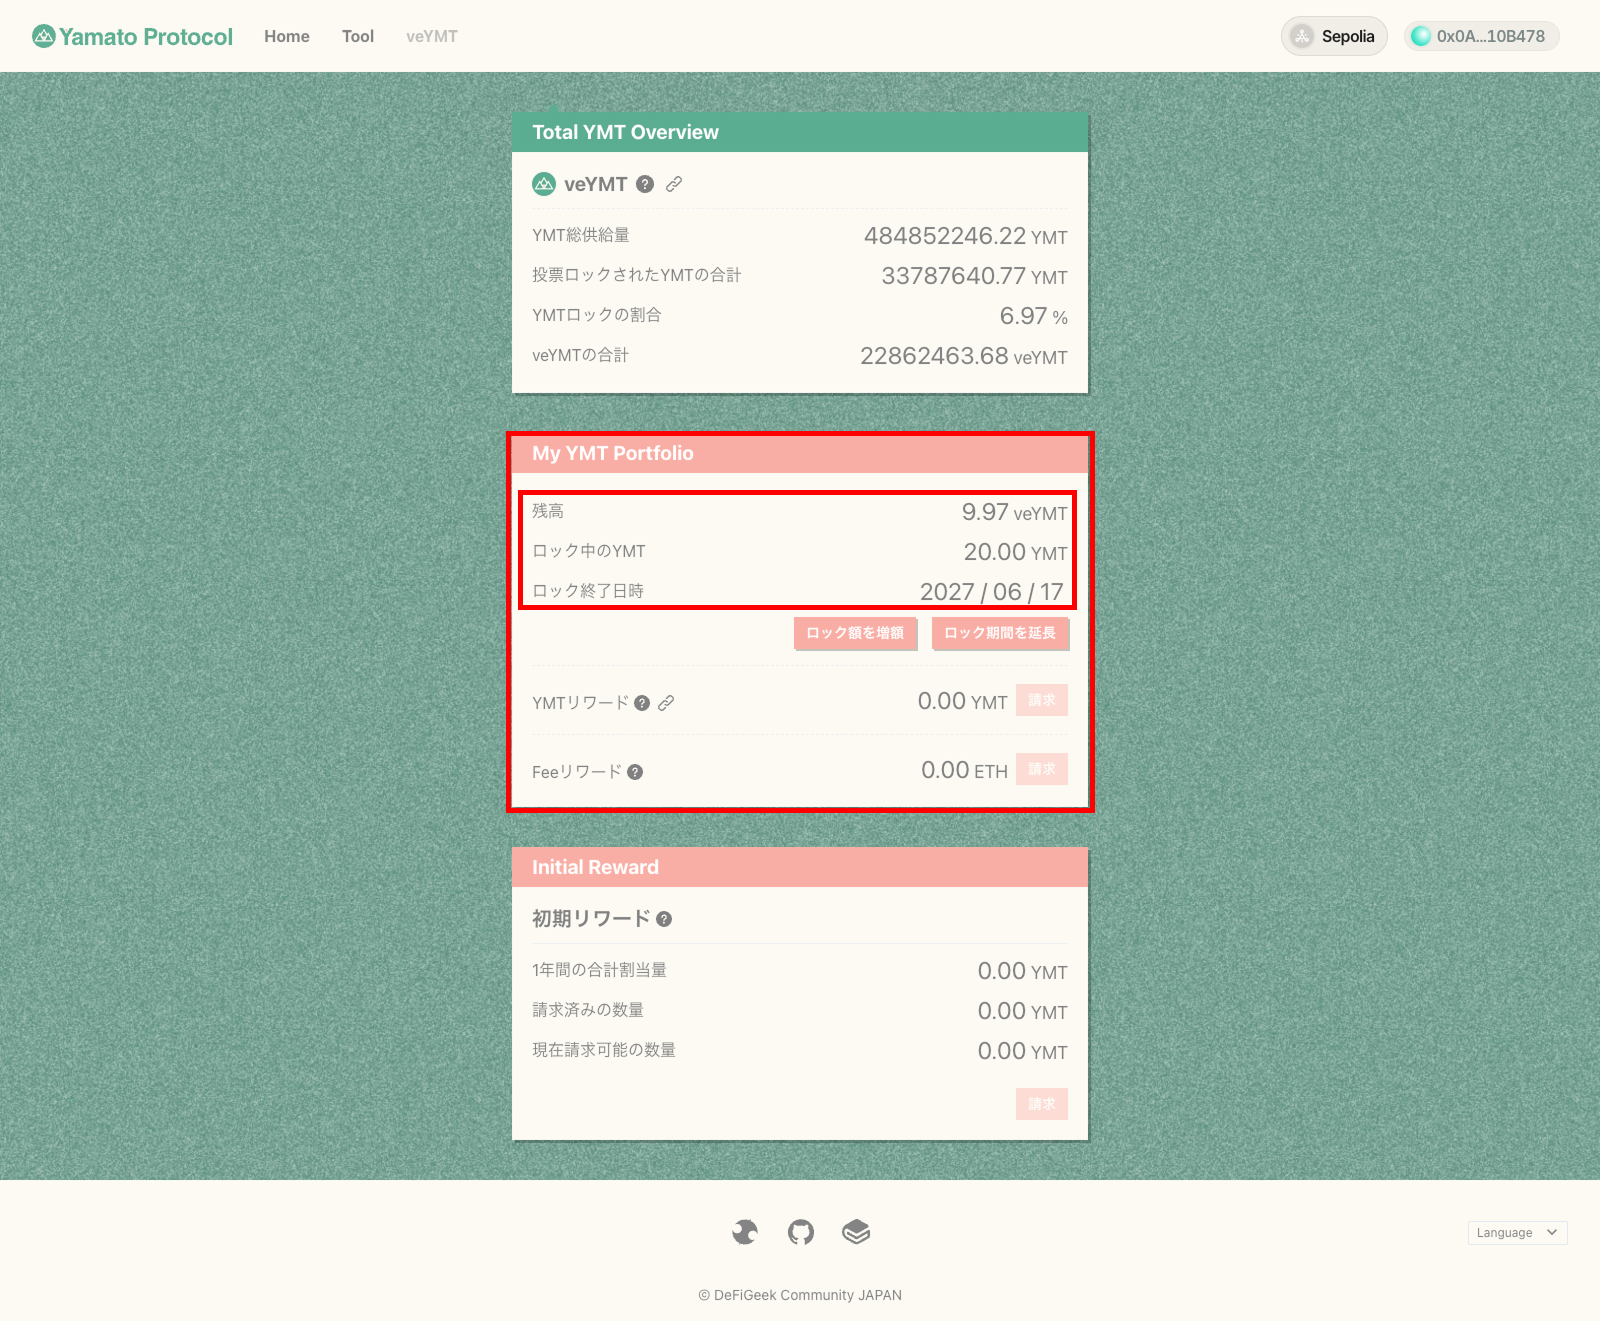 Yamato Protocol Home Tool veYMT Sepolia 0x0A...10B478
Total YMT Overview
veYMT
YMT総供給量 484852246.22 YMT
投票ロックされたYMTの合計 33787640.77 YMT
YMTロックの割合 6.97 %
veYMTの合計 22862463.68 veYMT
My YMT Portfolio
残高 9.97 veYMT
ロック中のYMT 20.00 YMT
ロック終了日時 2027 / 06 / 17
ロック額を増額 ロック期間を延長
YMTリワード 0.00 YMT 請求
Feeリワード 0.00 ETH 請求
Initial Reward
初期リワード
1年間の合計割当量 0.00 YMT
請求済みの数量 0.00 YMT
現在請求可能の数量 0.00 YMT
請求
Language
© DeFiGeek Community JAPAN